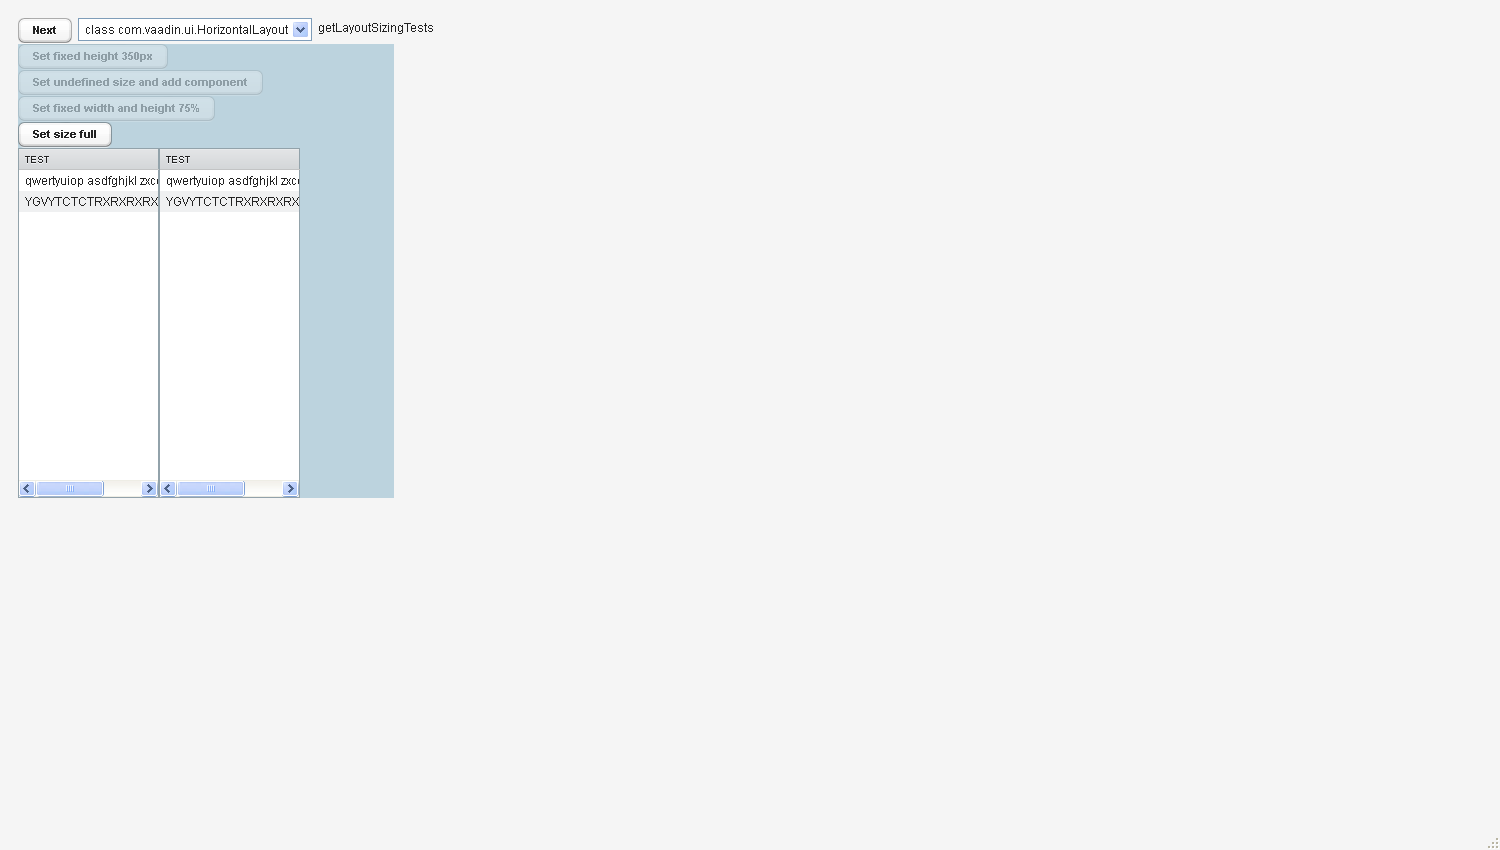 Next class com.vaadin.ui.HorizontalLayout getLayoutSizingTests
Set fixed height 350px
Set undefined size and add component
Set fixed width and height 75%
Set size full
TEST TEST
qwertyuiop asdfghjkl zxc qwertyuiop asdfghjkl zxc
YGVYTCTCTRXRXRXRX YGVYTCTCTRXRXRXRX